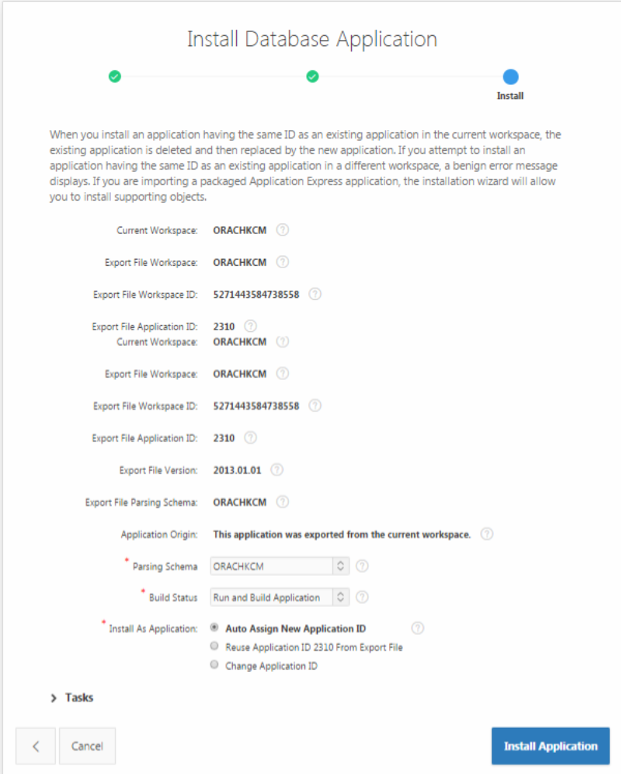 Install Database Application
Install
When you install an application having the same ID as an existing application in the current workspace, the
existing application is deleted and then replaced by the new application. If you attempt to install an
application having the same ID as an existing application in a different workspace, a benign error message
displays. If you are importing a packaged Application Express application, the installation wizard will allow
you to install supporting objects.
Current Workspace: ORACHKCM ?
Export File Workspace: ORACHKCM ?
Export File Workspace ID: 5271443584738558 ?
Export File Application ID: 2310 ?
Current Workspace: ORACHKCM ?
Export File Workspace: ORACHKCM ?
Export File Workspace ID: 5271443584738558 ?
Export File Application ID: 2310 ?
Export File Version: 2013.01.01 ?
Export File Parsing Schema: ORACHKCM ?
Application Origin: This application was exported from the current workspace. ?
* Parsing Schema ORACHKCM ?
* Build Status Run and Build Application ?
* Install As Application: Auto Assign New Application ID ?
Reuse Application ID 2310 From Export File
Change Application ID
> Tasks
< Cancel Install Application